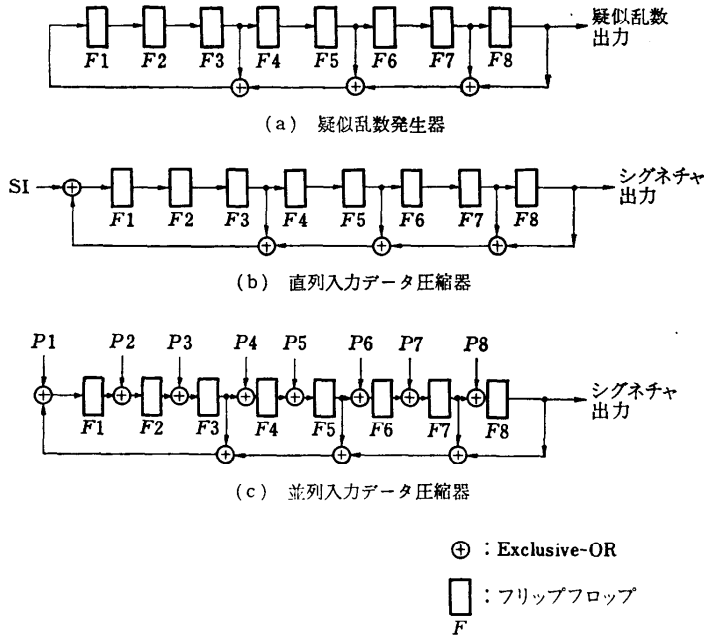 疑似乱数
出力
F1 F2 F3 F4 F5 F6 F7 F8
(a) 疑似乱数発生器
SI
シグネチャ
出力
F1 F2 F3 F4 F5 F6 F7 F8
(b) 直列入力データ圧縮器
P1 P2 P3 P4 P5 P6 P7 P8
シグネチャ
出力
F1 F2 F3 F4 F5 F6 F7 F8
(c) 並列入力データ圧縮器
⊕ : Exclusive-OR
: フリップフロップ
F